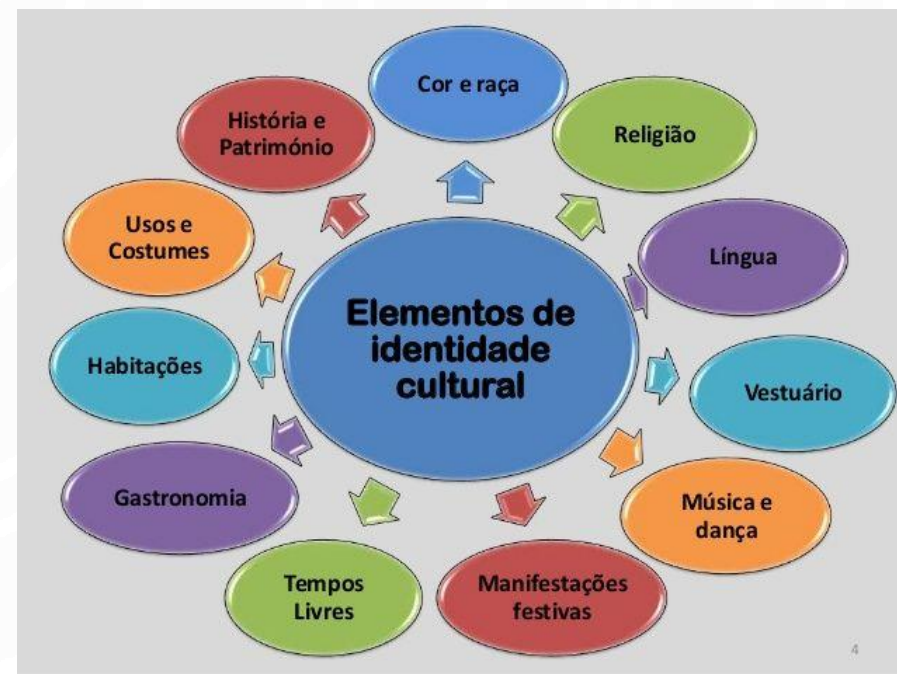 Cor e raça
Religião
Língua
Vestuário
Música e
dança
Manifestações
festivas
Tempos
Livres
Gastronomia
Habitações
Usos e
Costumes
História e
Património
Elementos de
identidade
cultural
4